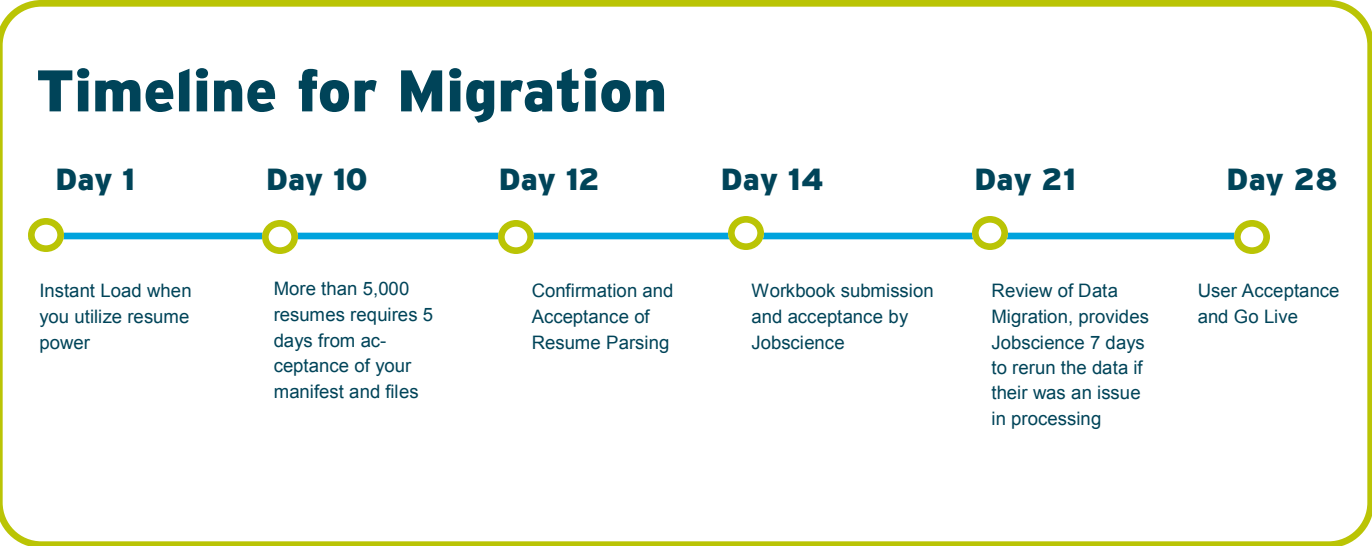 Timeline for Migration
Day 1
Day 10
Day 12
Day 14
Day 21
Day 28
Instant Load when
you utilize resume
power
More than 5,000
resumes requires 5
days from ac-
ceptance of your
manifest and files
Confirmation and
Acceptance of
Resume Parsing
Workbook submission
and acceptance by
Jobscience
Review of Data
Migration, provides
Jobscience 7 days
to rerun the data if
their was an issue
in processing
User Acceptance
and Go Live